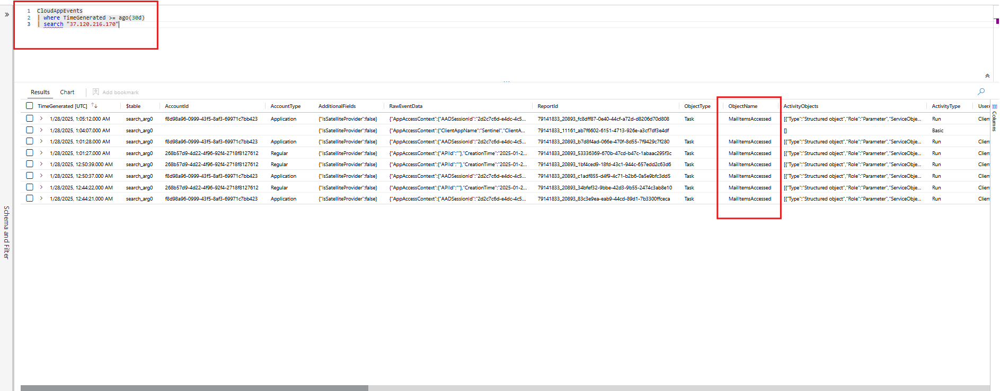 1 CloudAppEvents
2 | where TimeGenerated >= ago(30d)
3 | search "37.120.216.170"
...
Results Chart Add bookmark
TimeGenerated [UTC] $table AccountId AccountType AdditionalFields RawEventData ReportId ObjectType ObjectName ActivityObjects ActivityType UserA
1/28/2025, 1:05:12.000 AM search_arg0 f8d98a96-0999-43f5-8af3-69971c7bb423 Application {"IsSatelliteProvider":false} {"AppAccessContext":{"AADSessionId":"2d2c7c6d-e4dc-4c5... 79141833_20893_fc8dff87-0e40-44cf-a72d-d8206d70d808 Task MailItemsAccessed [{"Type":"Structured object","Role":"Parameter","ServiceObje... Run Clien
1/28/2025, 1:04:07.000 AM search_arg0 {"IsSatelliteProvider":false} {"AppAccessContext":{"ClientAppName":"Sentinel","ClientA... 79141833_11161_ab7f6602-6151-4713-926e-a3cf7df3e4df [] Basic
1/28/2025, 1:01:28.000 AM search_arg0 f8d98a96-0999-43f5-8af3-69971c7bb423 Application {"IsSatelliteProvider":false} {"AppAccessContext":{"AADSessionId":"2d2c7c6d-e4dc-4c5... 79141833_20893_b7d8f4ad-066e-470f-8d55-7f9429c7f280 Task MailItemsAccessed [{"Type":"Structured object","Role":"Parameter","ServiceObje... Run Clien
1/28/2025, 1:01:27.000 AM search_arg0 268b57d9-4d22-4f96-92f4-2718f8127612 Regular {"IsSatelliteProvider":false} {"AppAccessContext":{"APIId":""},"CreationTime":"2025-01-2... 79141833_20893_53336369-670b-47cd-b47c-1abaac295f3c Task MailItemsAccessed [{"Type":"Structured object","Role":"Parameter","ServiceObje... Run Clien
1/28/2025, 12:50:39.000 AM search_arg0 268b57d9-4d22-4f96-92f4-2718f8127612 Regular {"IsSatelliteProvider":false} {"AppAccessContext":{"APIId":""},"CreationTime":"2025-01-2... 79141833_20893_1bf4ced9-18fd-43c1-944c-657edd2c63d6 Task MailItemsAccessed [{"Type":"Structured object","Role":"Parameter","ServiceObje... Run Clien
1/28/2025, 12:50:37.000 AM search_arg0 f8d98a96-0999-43f5-8af3-69971c7bb423 Application {"IsSatelliteProvider":false} {"AppAccessContext":{"AADSessionId":"2d2c7c6d-e4dc-4c5... 79141833_20893_c1adf855-d4f9-4c71-b2b6-0a5e9bfc3dd5 Task MailItemsAccessed [{"Type":"Structured object","Role":"Parameter","ServiceObje... Run Clien
1/28/2025, 12:44:22.000 AM search_arg0 268b57d9-4d22-4f96-92f4-2718f8127612 Regular {"IsSatelliteProvider":false} {"AppAccessContext":{"APIId":""},"CreationTime":"2025-01-2... 79141833_20893_34bfef32-9bbe-42d3-9b55-2474c3ab8e10 Task MailItemsAccessed [{"Type":"Structured object","Role":"Parameter","ServiceObje... Run Clien
1/28/2025, 12:44:21.000 AM search_arg0 f8d98a96-0999-43f5-8af3-69971c7bb423 Application {"IsSatelliteProvider":false} {"AppAccessContext":{"AADSessionId":"2d2c7c6d-e4dc-4c5... 79141833_20893_83c3e9ea-eab9-44cd-89d1-7b3300ffceca Task MailItemsAccessed [{"Type":"Structured object","Role":"Parameter","ServiceObje... Run Clien
Columns
Schema and Filter